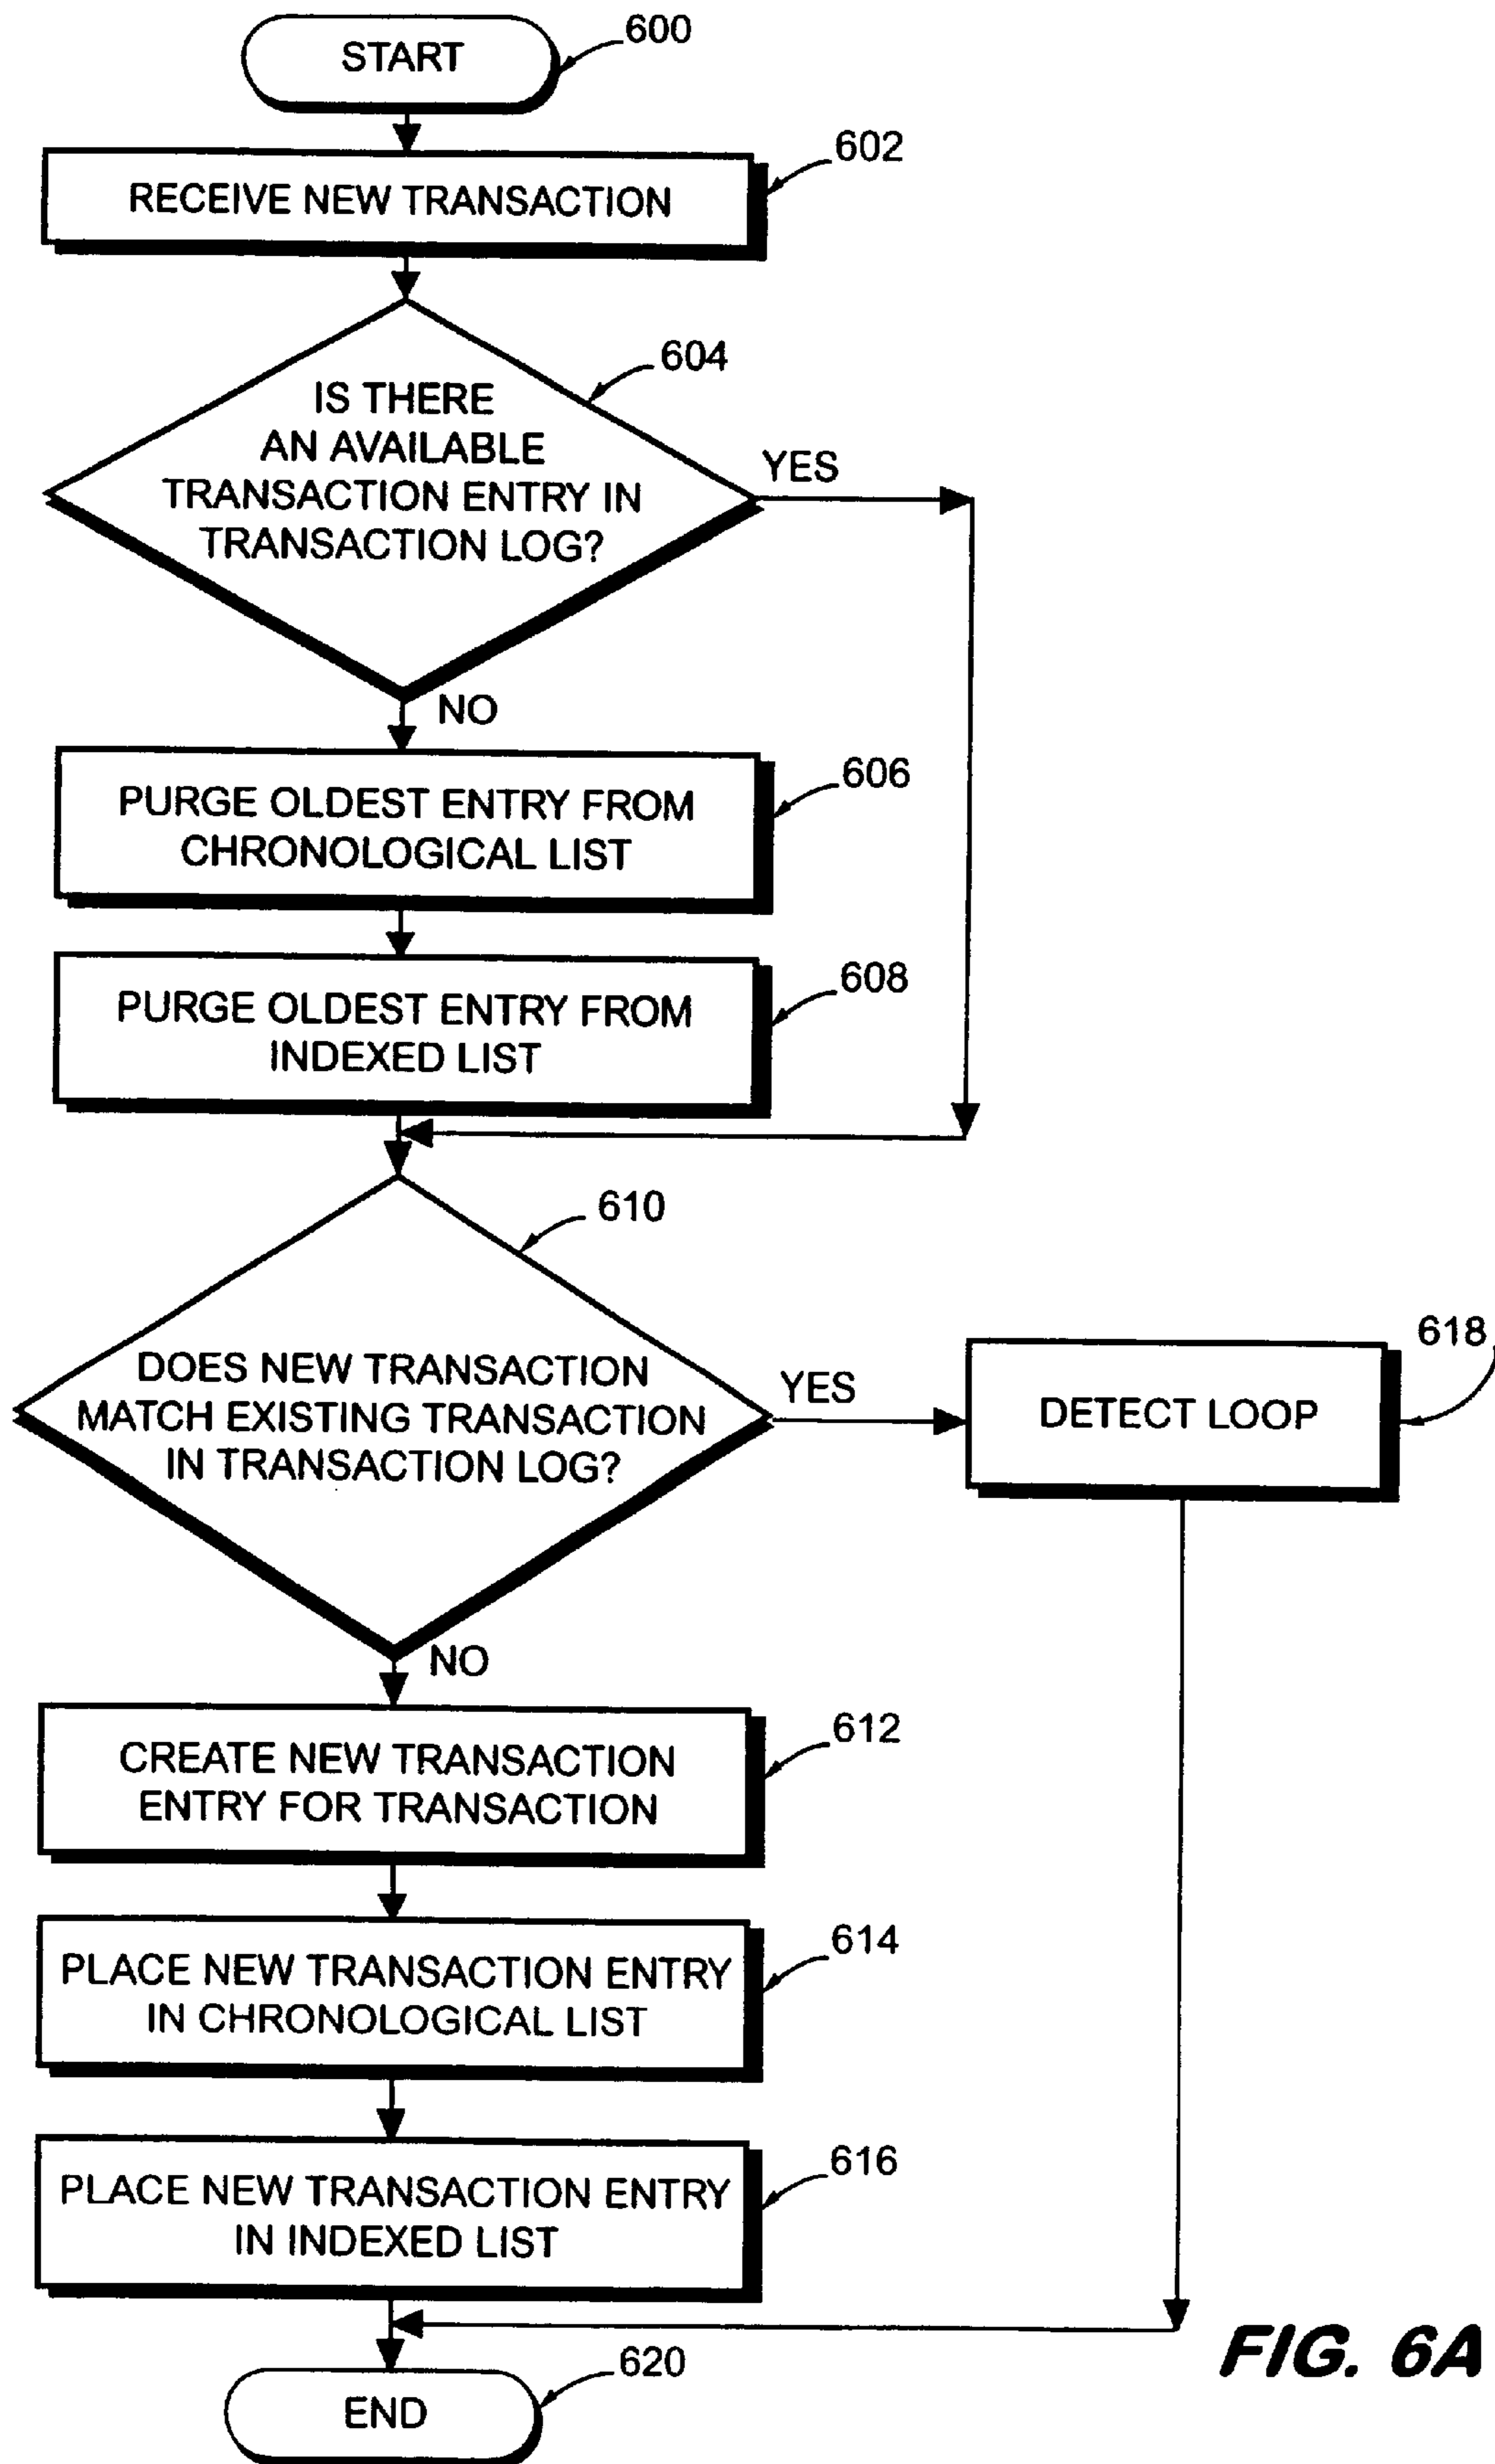 START
600
RECEIVE NEW TRANSACTION
602
IS THERE
AN AVAILABLE
TRANSACTION ENTRY IN
TRANSACTION LOG?
604
YES
NO
PURGE OLDEST ENTRY FROM
CHRONOLOGICAL LIST
606
PURGE OLDEST ENTRY FROM
INDEXED LIST
608
610
DOES NEW TRANSACTION
MATCH EXISTING TRANSACTION
IN TRANSACTION LOG?
YES
DETECT LOOP
618
NO
CREATE NEW TRANSACTION
ENTRY FOR TRANSACTION
612
PLACE NEW TRANSACTION ENTRY
IN CHRONOLOGICAL LIST
614
PLACE NEW TRANSACTION ENTRY
IN INDEXED LIST
616
END
620
FIG. 6A